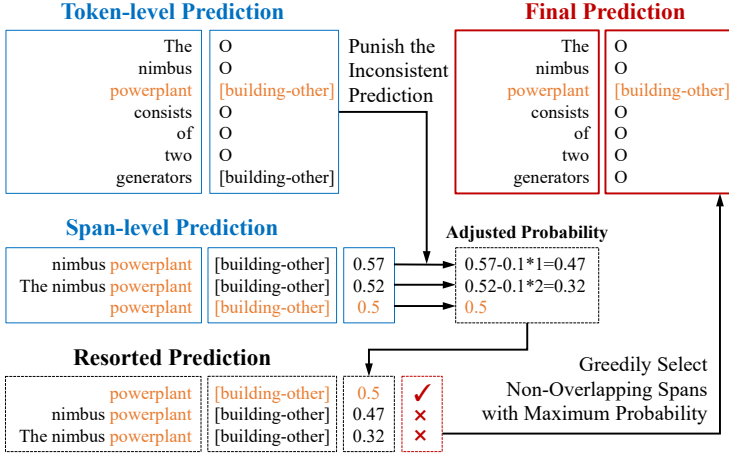 Token-level Prediction
The O
nimbus O
powerplant [building-other]
consists O
of O
two O
generators [building-other]
Punish the
Inconsistent
Prediction
Final Prediction
The O
nimbus O
powerplant [building-other]
consists O
of O
two O
generators O
Span-level Prediction
nimbus powerplant [building-other] 0.57
The nimbus powerplant [building-other] 0.52
powerplant [building-other] 0.5
Adjusted Probability
0.57-0.1*1=0.47
0.52-0.1*2=0.32
0.5
Resorted Prediction
powerplant [building-other] 0.5 ✓
nimbus powerplant [building-other] 0.47 ×
The nimbus powerplant [building-other] 0.32 ×
Greedily Select
Non-Overlapping Spans
with Maximum Probability